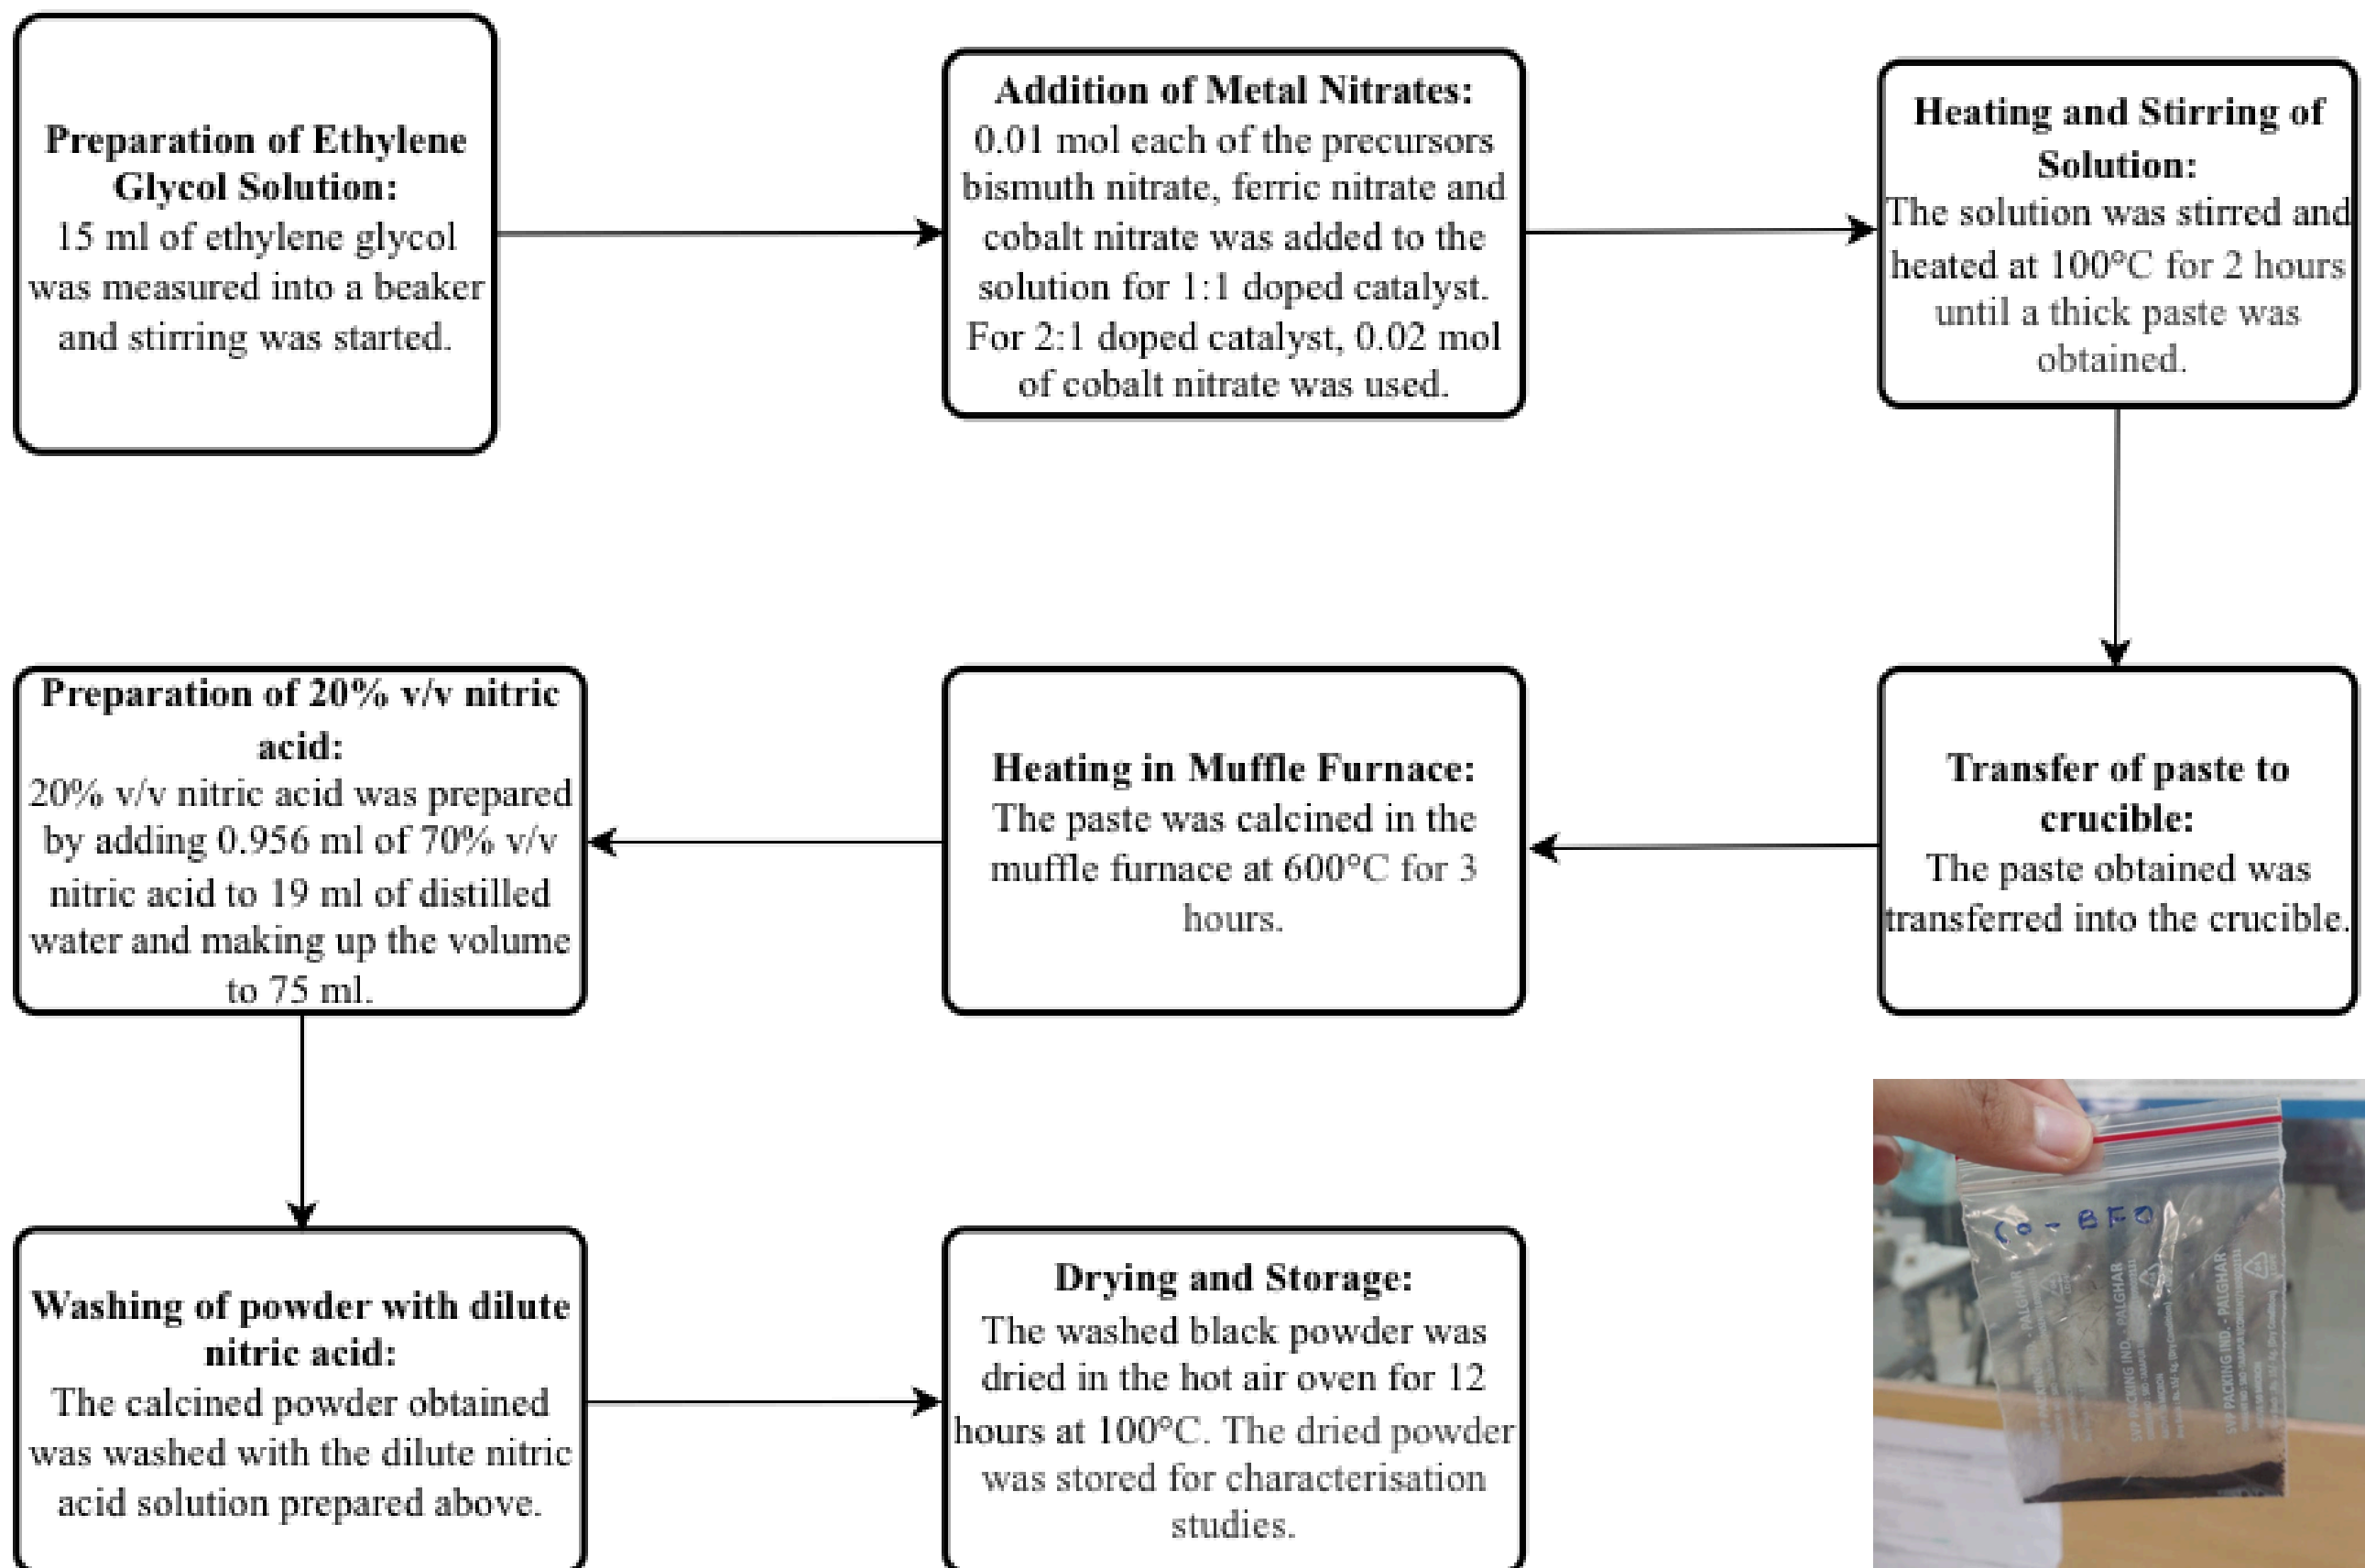 Preparation of Ethylene
Glycol Solution:
15 ml of ethylene glycol
was measured into a beaker
and stirring was started.
Addition of Metal Nitrates:
0.01 mol each of the precursors
bismuth nitrate, ferric nitrate and
cobalt nitrate was added to the
solution for 1:1 doped catalyst.
For 2:1 doped catalyst, 0.02 mol
of cobalt nitrate was used.
Heating and Stirring of
Solution:
The solution was stirred and
heated at 100°C for 2 hours
until a thick paste was
obtained.
Transfer of paste to
crucible:
The paste obtained was
transferred into the crucible.
Heating in Muffle Furnace:
The paste was calcined in the
muffle furnace at 600°C for 3
hours.
Preparation of 20% v/v nitric
acid:
20% v/v nitric acid was prepared
by adding 0.956 ml of 70% v/v
nitric acid to 19 ml of distilled
water and making up the volume
to 75 ml.
Washing of powder with dilute
nitric acid:
The calcined powder obtained
was washed with the dilute nitric
acid solution prepared above.
Drying and Storage:
The washed black powder was
dried in the hot air oven for 12
hours at 100°C. The dried powder
was stored for characterisation
studies.
Co - BFO
PALGHAR
SVP PACKING IND. - PALGHAR
SVP PACKING IND. - PALGHAR